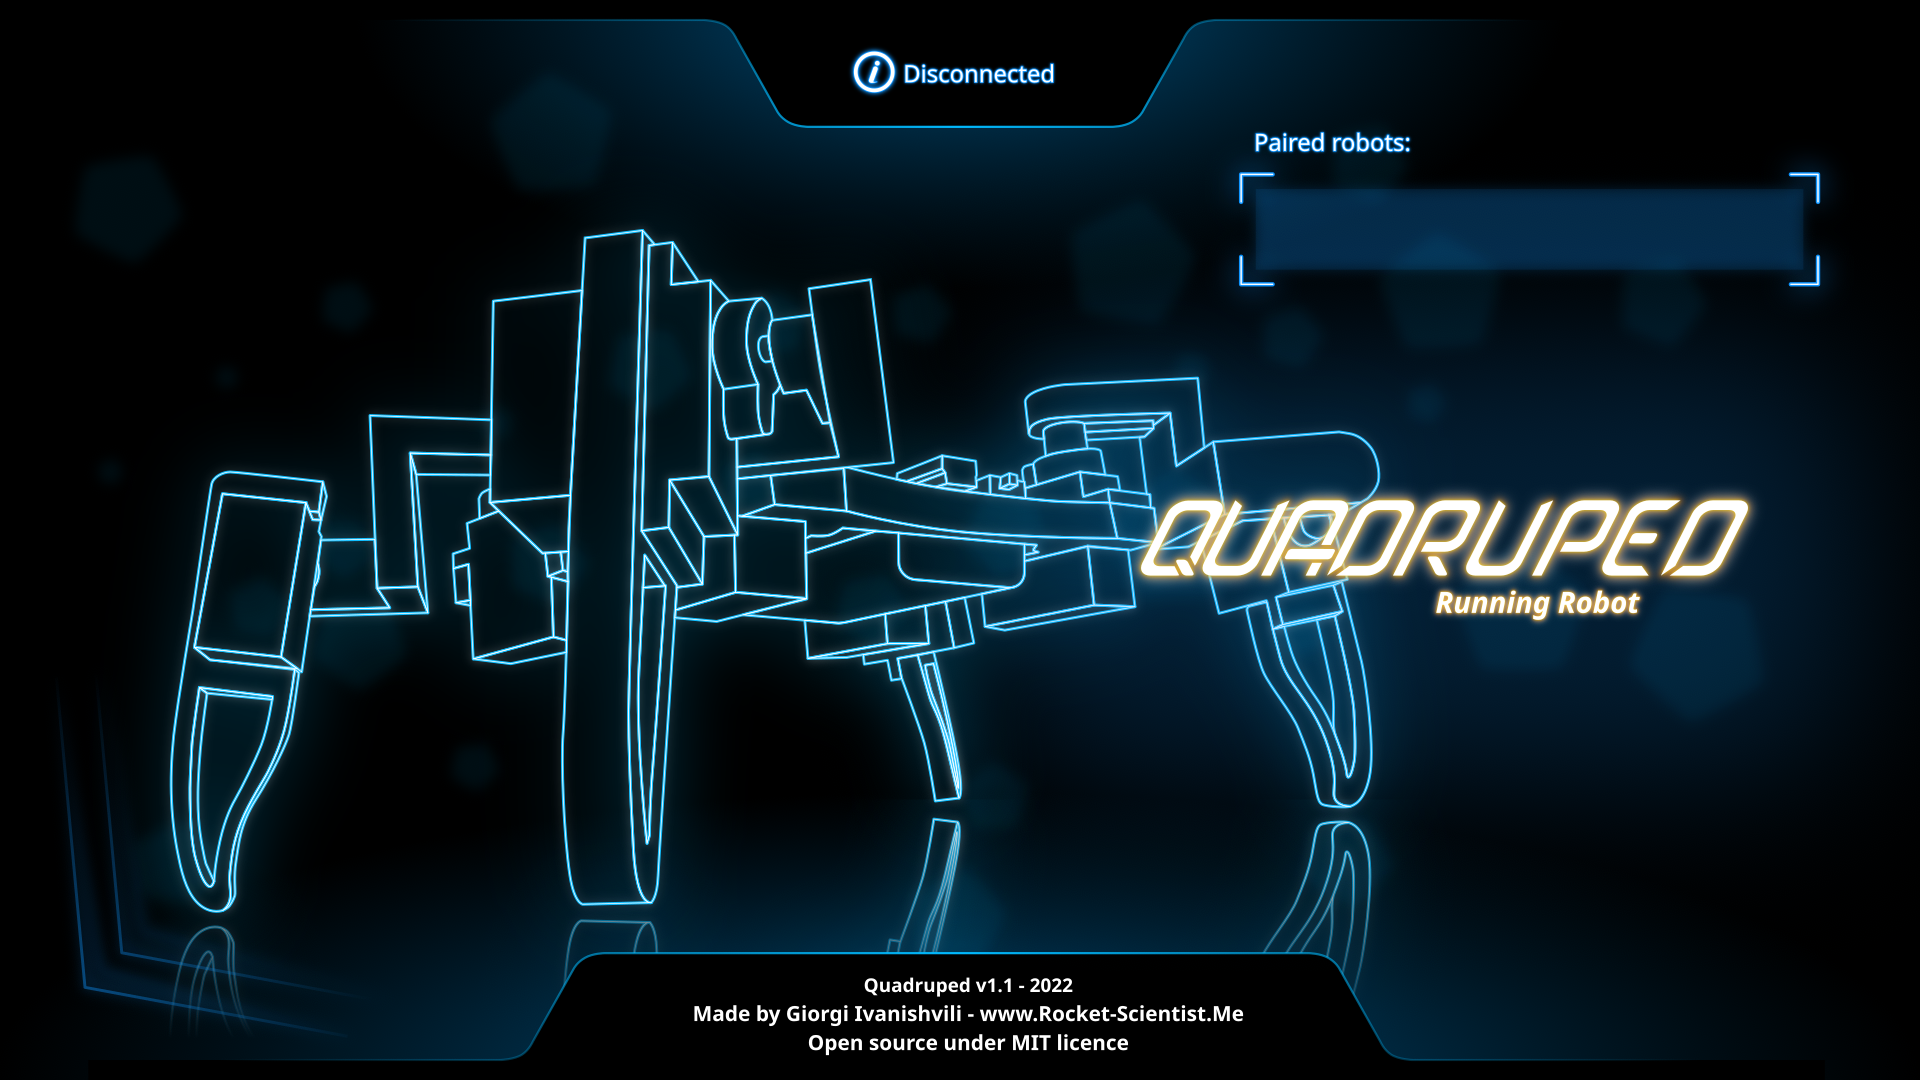 Disconnected
Paired robots:
QUADRUPED
Running Robot
Quadruped v1.1 - 2022
Made by Giorgi Ivanishvili - www.Rocket-Scientist.Me
Open source under MIT licence